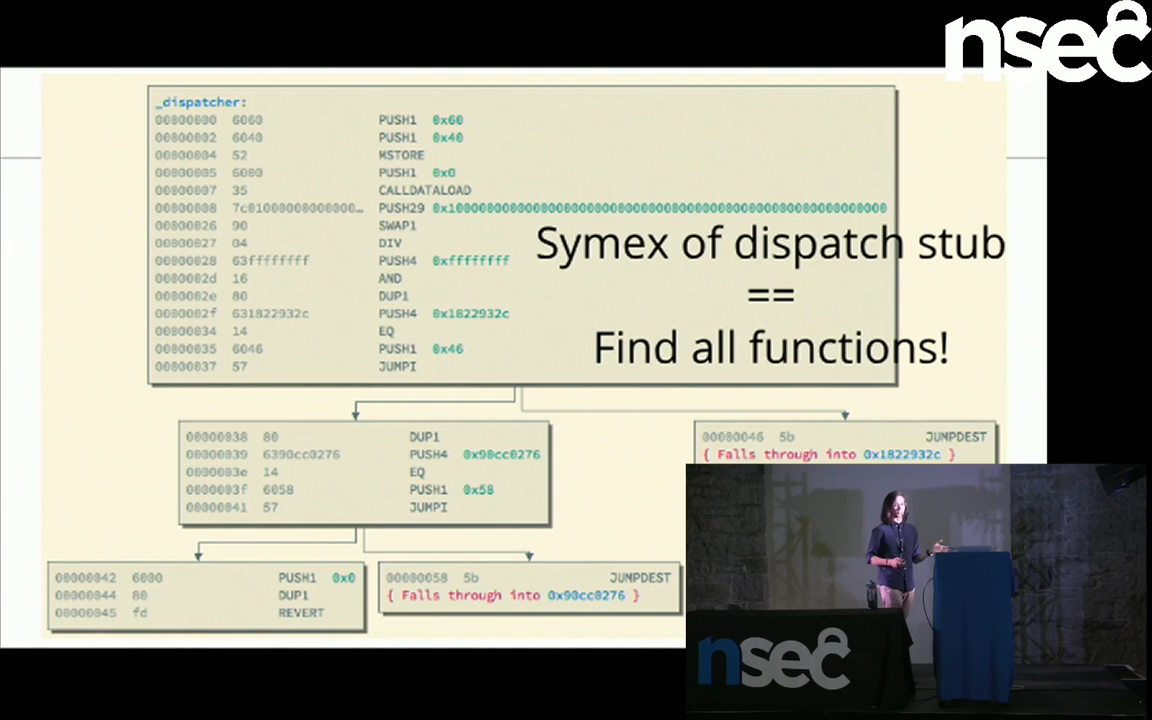 nsec
_dispatcher:
00000000 6060 PUSH1 0x60
00000002 6040 PUSH1 0x40
00000004 52 MSTORE
00000005 6000 PUSH1 0x0
00000007 35 CALLDATALOAD
00000008 7c01000000000000… PUSH29 0x100000000000000000000000000000000000000000000000000000000
00000026 90 SWAP1
00000027 04 DIV
00000028 63ffffffff PUSH4 0xffffffff
0000002d 16 AND
0000002e 80 DUP1
0000002f 631822932c PUSH4 0x1822932c
00000034 14 EQ
00000035 6046 PUSH1 0x46
00000037 57 JUMPI
Symex of dispatch stub
==
Find all functions!
00000038 80 DUP1
00000039 6390cc0276 PUSH4 0x90cc0276
0000003e 14 EQ
0000003f 6058 PUSH1 0x58
00000041 57 JUMPI
00000046 5b JUMPDEST
{ Falls through into 0x1822932c }
00000042 6000 PUSH1 0x0
00000044 80 DUP1
00000045 fd REVERT
00000058 5b JUMPDEST
{ Falls through into 0x90cc0276 }
nsec